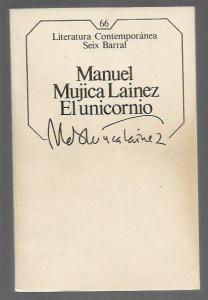 66
Literatura Contemporánea
Seix Barral
Manuel
Mujica Lainez
El unicornio